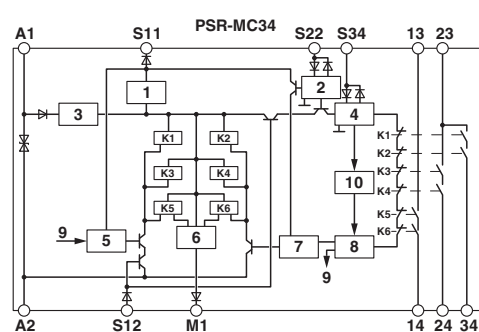 PSR-MC34
A1 S11 S22 S34 13 23
2
1
3 4
K1 K2 K1
K2
K3 K4 K3
10
K4
K5 K6 K5
9 5 6 7 8 K6
9
A2 S12 M1 14 24 34